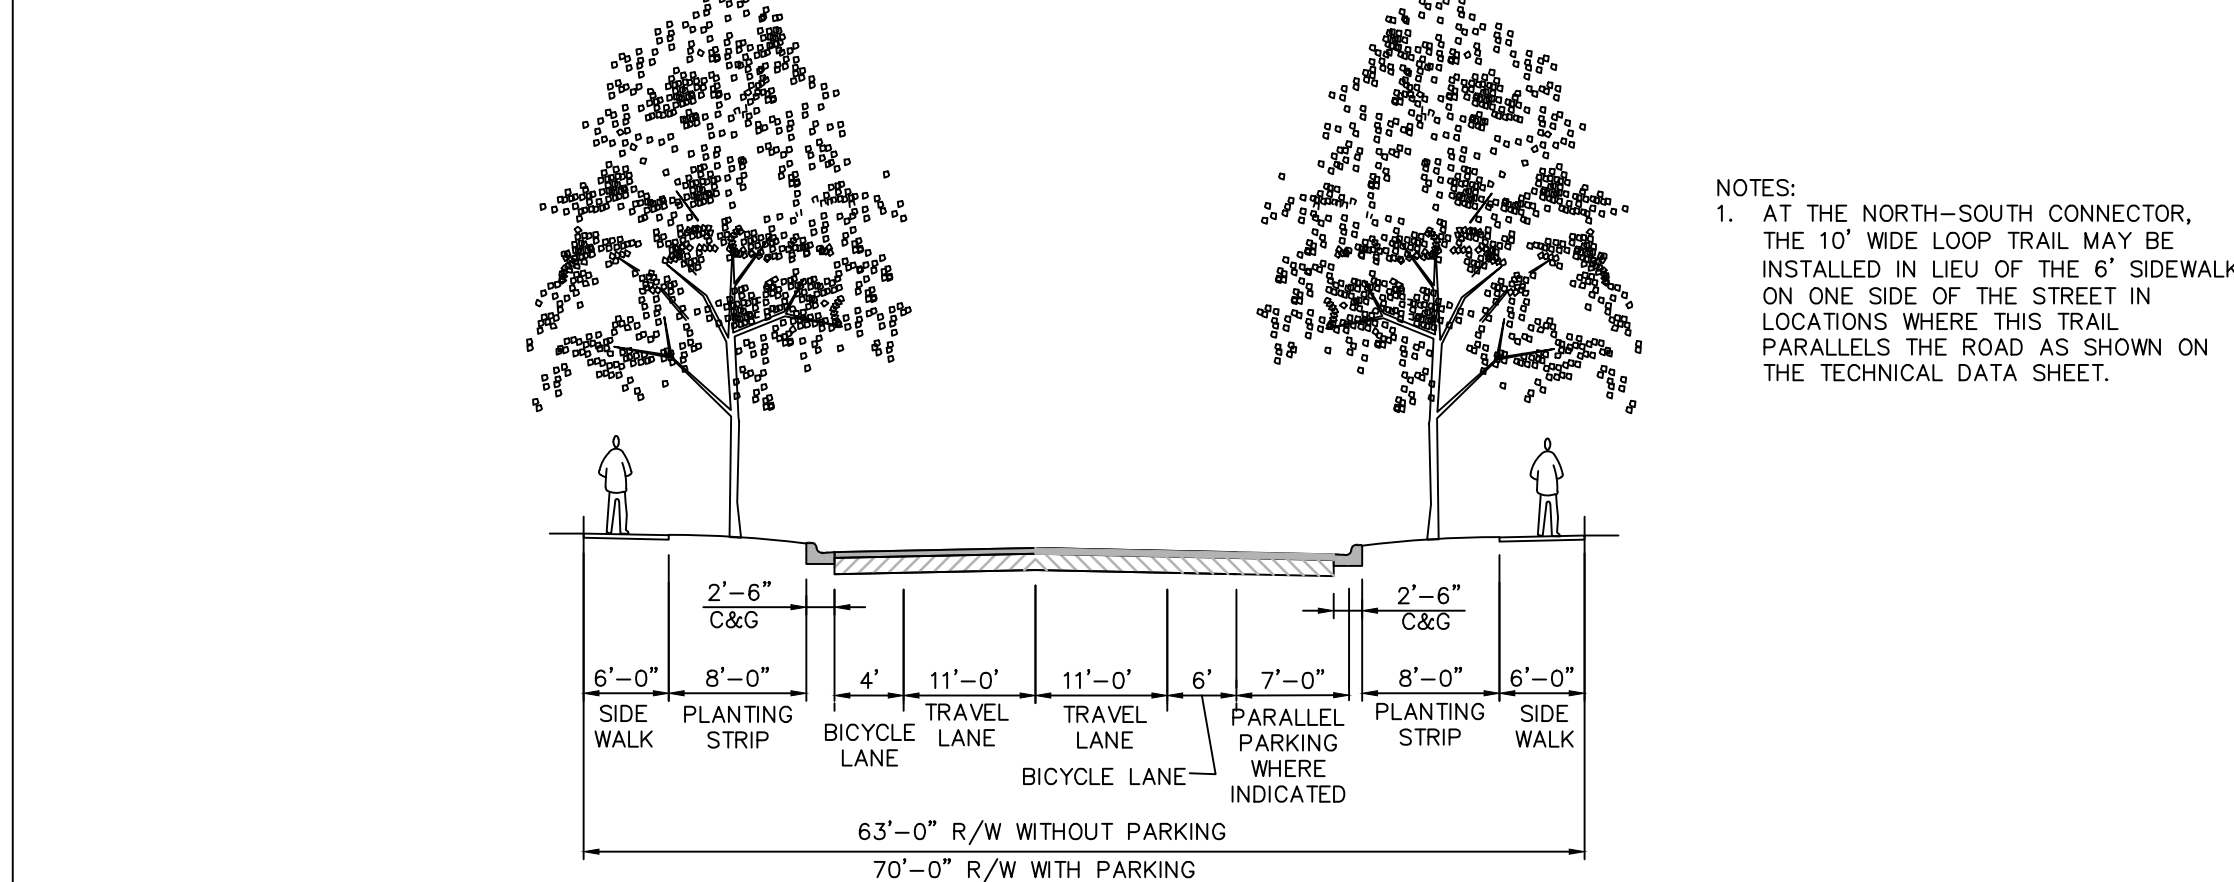 NOTES:
1. AT THE NORTH-SOUTH CONNECTOR,
THE 10' WIDE LOOP TRAIL MAY BE
INSTALLED IN LIEU OF THE 6' SIDEWALK
ON ONE SIDE OF THE STREET IN
LOCATIONS WHERE THIS TRAIL
PARALLELS THE ROAD AS SHOWN ON
THE TECHNICAL DATA SHEET.
2'-6"
C&G
2'-6"
C&G
6'-0"
SIDE
WALK
8'-0"
PLANTING
STRIP
4'
BICYCLE
LANE
11'-0'
TRAVEL
LANE
11'-0'
TRAVEL
LANE
6'
BICYCLE LANE
7'-0"
PARALLEL
PARKING
WHERE
INDICATED
8'-0"
PLANTING
STRIP
6'-0"
SIDE
WALK
63'-0" R/W WITHOUT PARKING
70'-0" R/W WITH PARKING